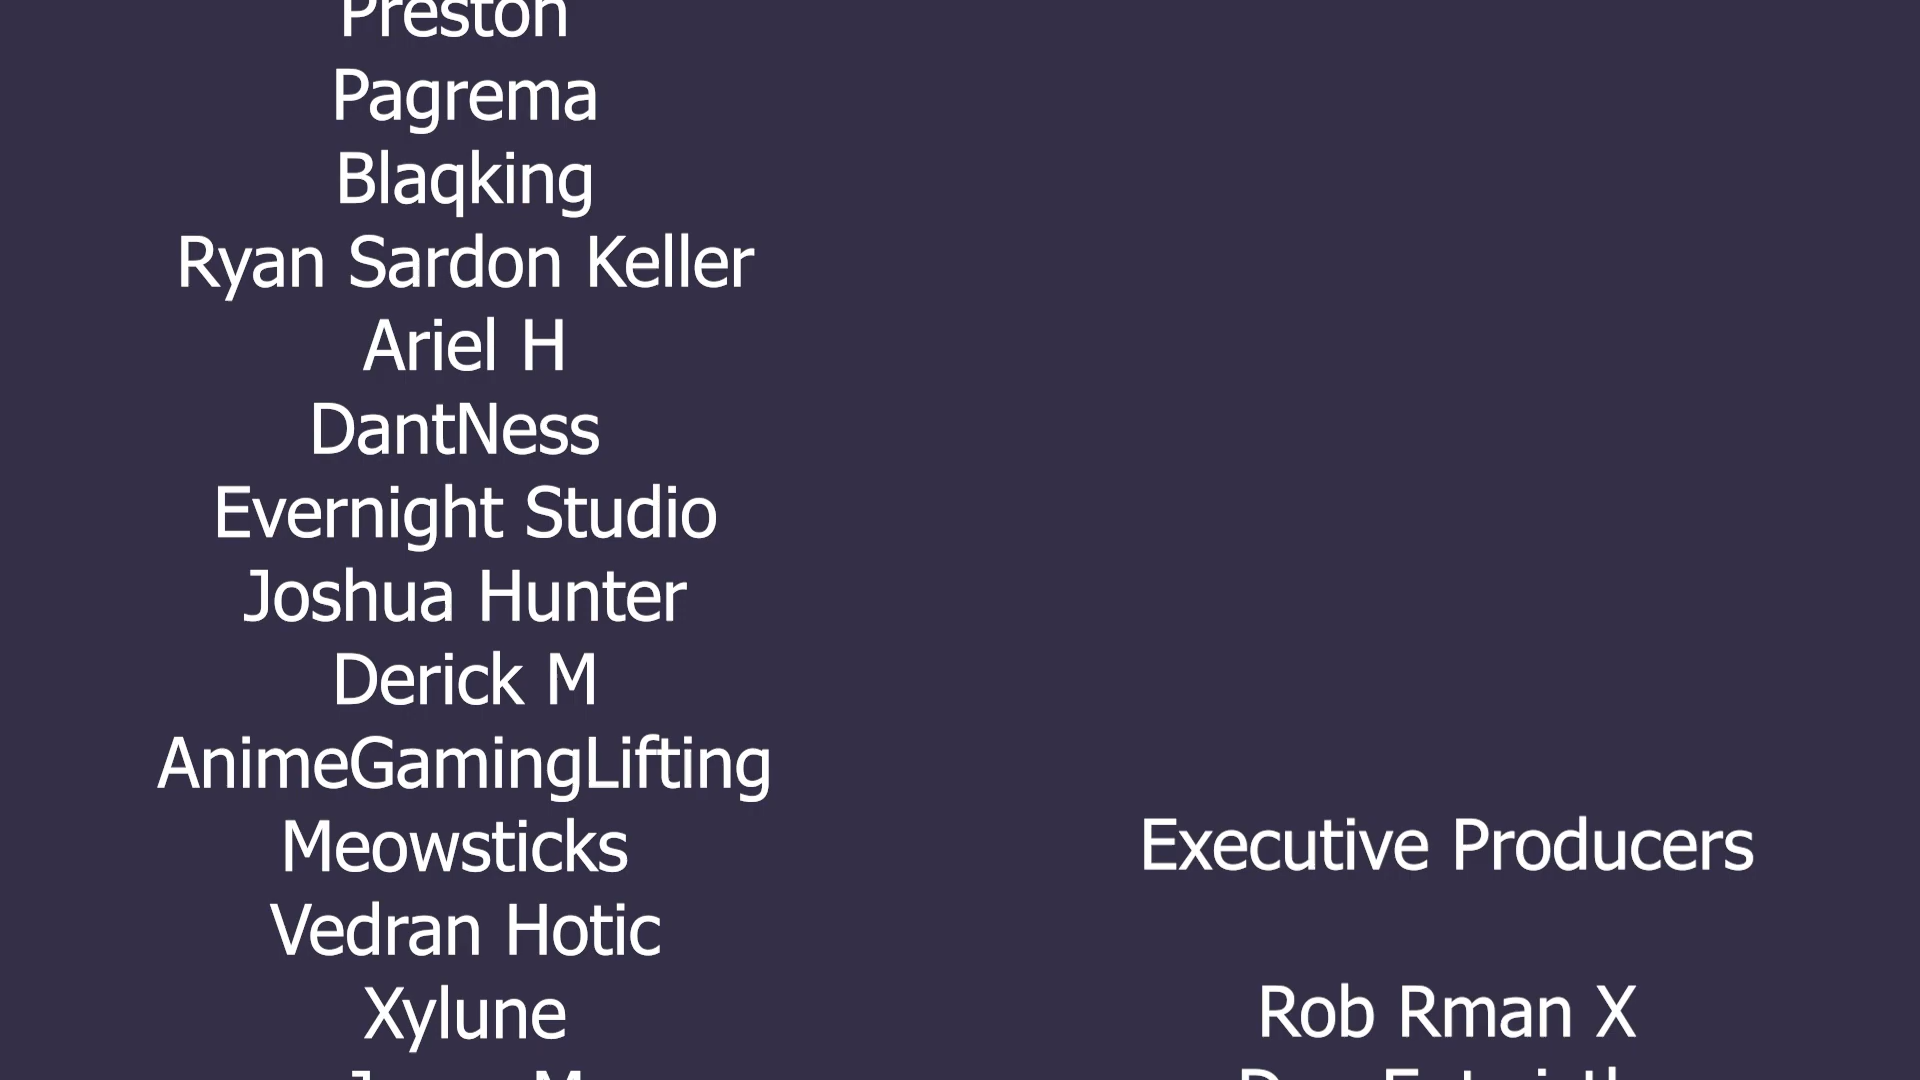 Preston
Pagrema
Blaqking
Ryan Sardon Keller
Ariel H
DantNess
Evernight Studio
Joshua Hunter
Derick M
AnimeGamingLifting
Meowsticks
Vedran Hotic
Xylune
Executive Producers
Rob Rman X